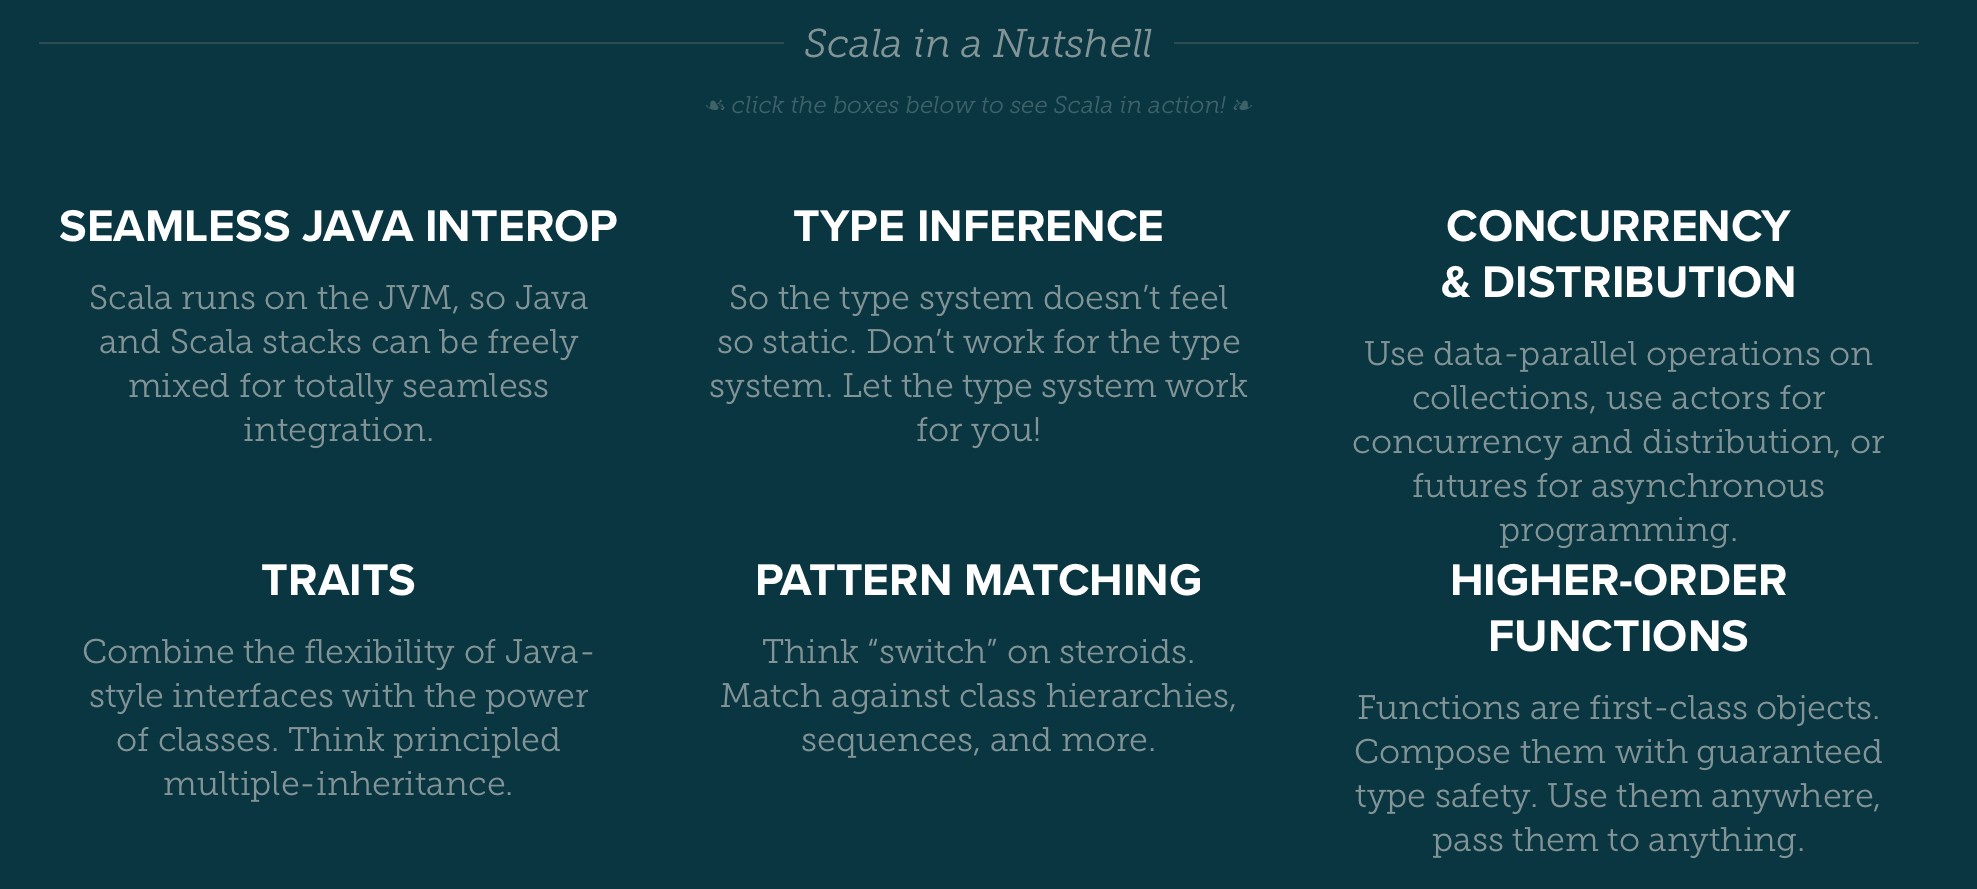 Scala in a Nutshell
☙ click the boxes below to see Scala in action! ❧
SEAMLESS JAVA INTEROP
Scala runs on the JVM, so Java
and Scala stacks can be freely
mixed for totally seamless
integration.
TYPE INFERENCE
So the type system doesn’t feel
so static. Don’t work for the type
system. Let the type system work
for you!
CONCURRENCY
& DISTRIBUTION
Use data-parallel operations on
collections, use actors for
concurrency and distribution, or
futures for asynchronous
programming.
TRAITS
Combine the flexibility of Java-
style interfaces with the power
of classes. Think principled
multiple-inheritance.
PATTERN MATCHING
Think “switch” on steroids.
Match against class hierarchies,
sequences, and more.
HIGHER-ORDER
FUNCTIONS
Functions are first-class objects.
Compose them with guaranteed
type safety. Use them anywhere,
pass them to anything.